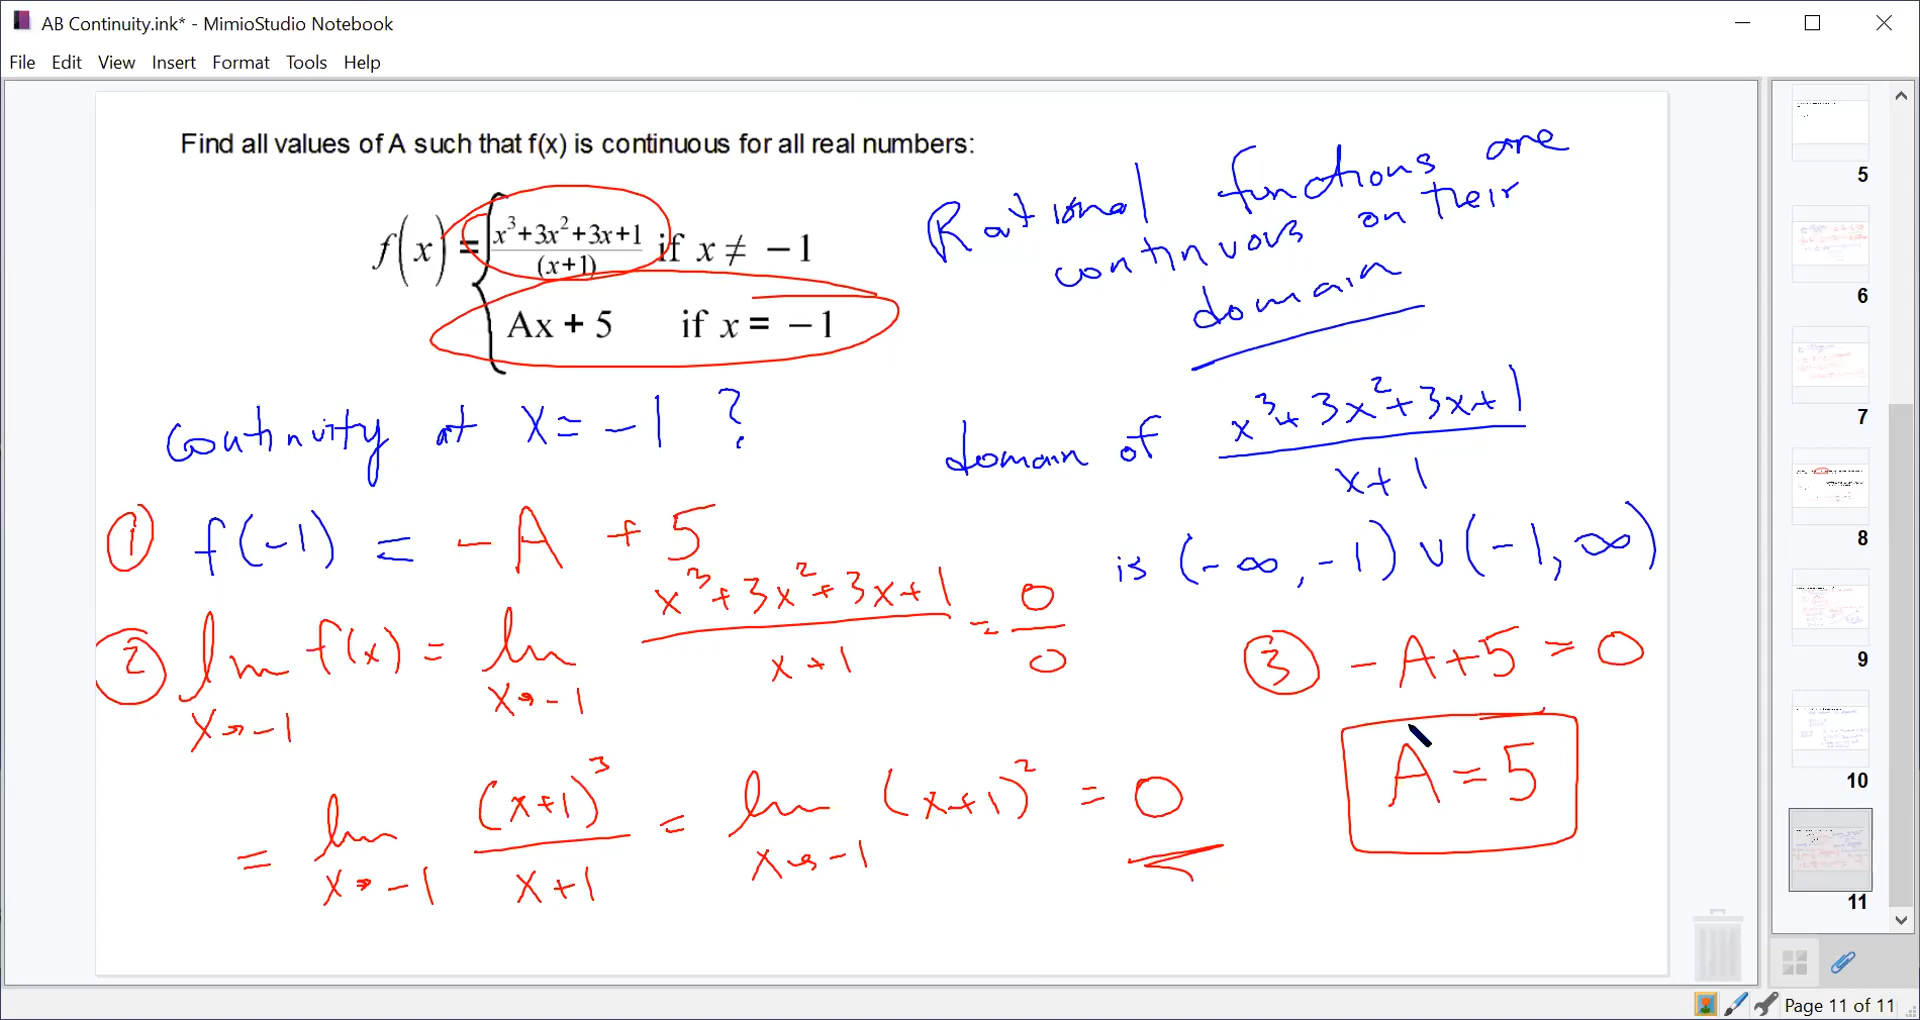 AB Continuity.ink* - MimioStudio Notebook
File Edit View Insert Format Tools Help
Find all values of A such that f(x) is continuous for all real numbers:
f(x) = { x³+3x²+3x+1 / (x+1) if x ≠ −1
Ax + 5 if x = −1
Rational functions are
continuous on their
domain
continuity at x = −1 ?
domain of x³+3x²+3x+1 / x+1
is (−∞, −1) ∪ (−1, ∞)
① f(−1) = −A + 5
② lim x→−1 f(x) = lim x→−1 x³+3x²+3x+1 / x+1 = 0/0
= lim x→−1 (x+1)³ / x+1 = lim x→−1 (x+1)² = 0
③ −A+5 = 0
A = 5
5
6
7
8
9
10
11
Page 11 of 11